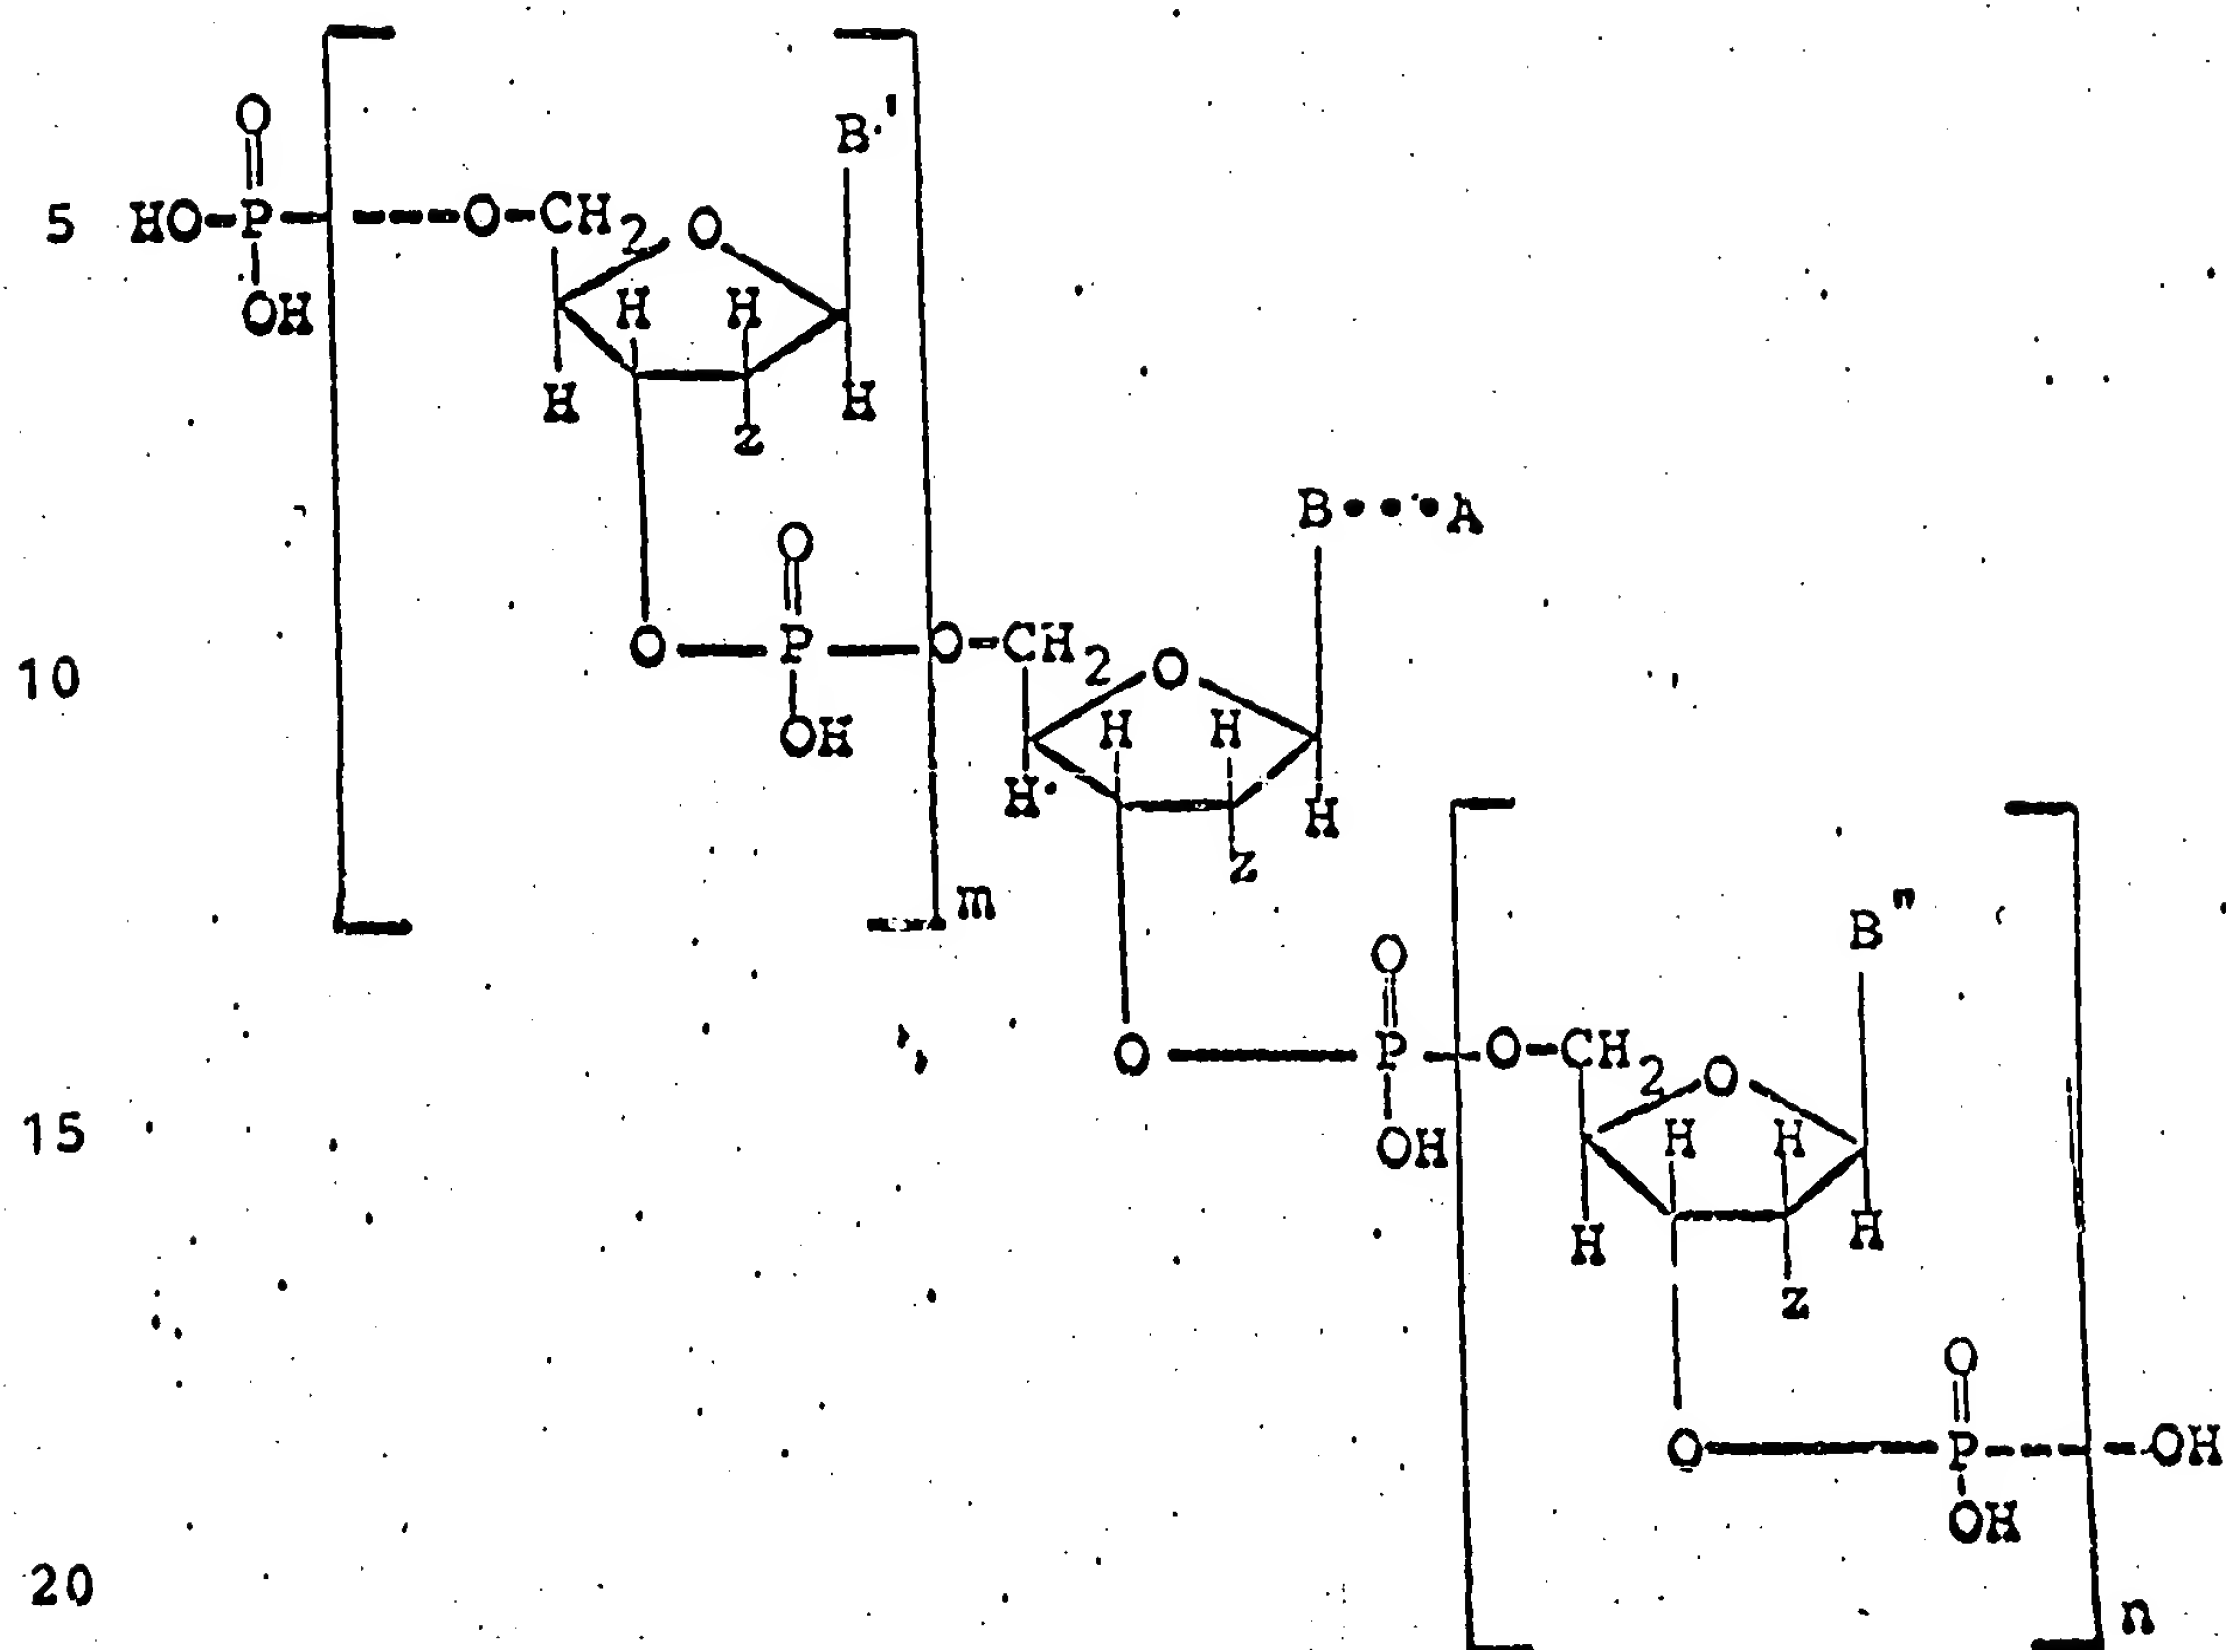 O
B'
5 HO-P-O-CH2 O
OH H H
H Z H
B•••A
O
O-P-O-CH2 O
10
OH H H
H Z H
m
B"
O
O-P-O-CH2 O
15 OH H H
H Z H
O
O-P-OH
OH
20
n